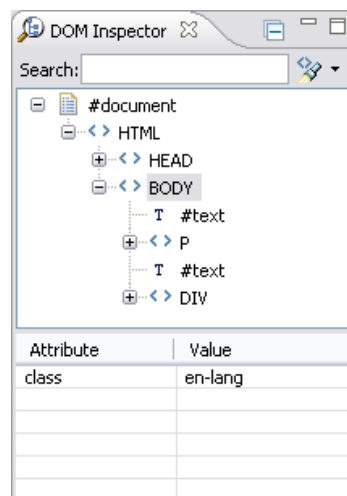 DOM Inspector
Search:
#document
HTML
HEAD
BODY
T #text
P
T #text
DIV
Attribute Value
class en-lang